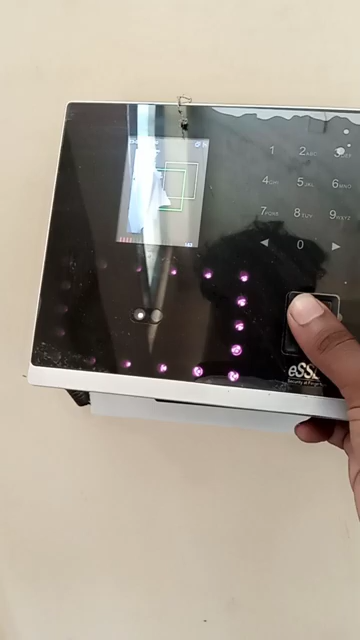 1 2ABC 3DEF
4GHI 5JKL 6MNO
7PQRS 8TUV 9WXYZ
◄ 0 ►
eSSL